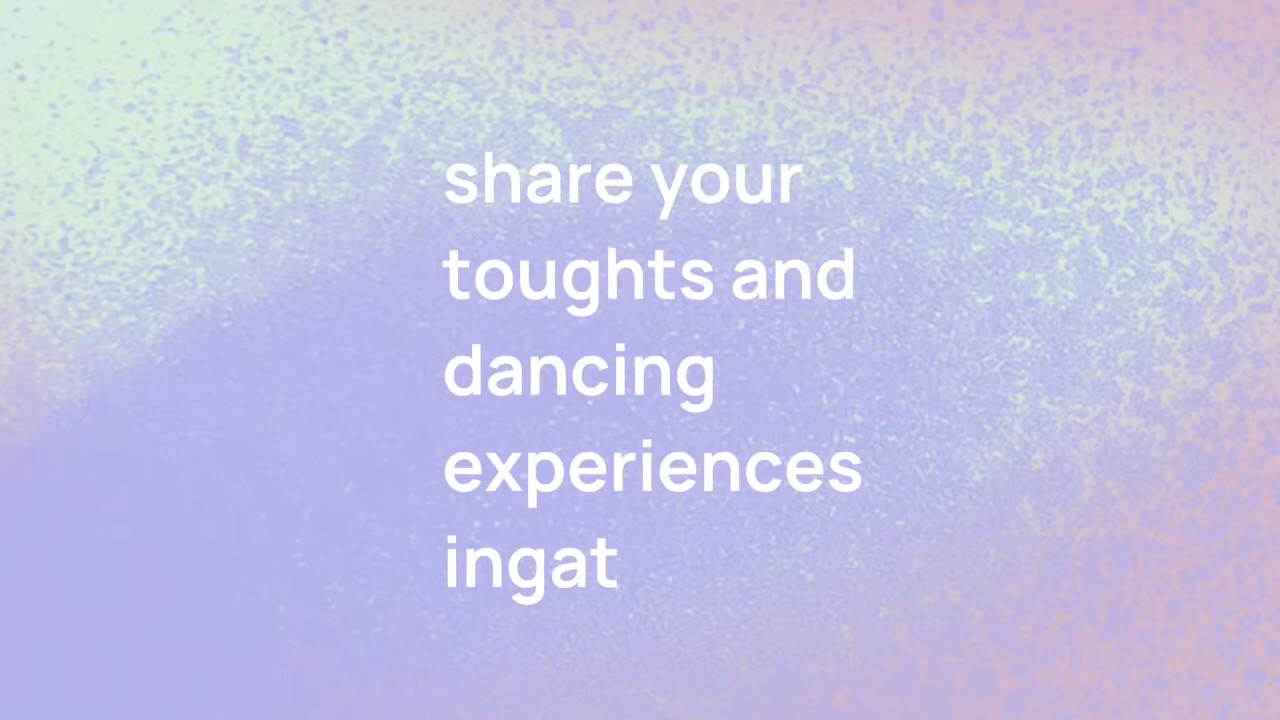 share your
toughts and
dancing
experiences
ingat